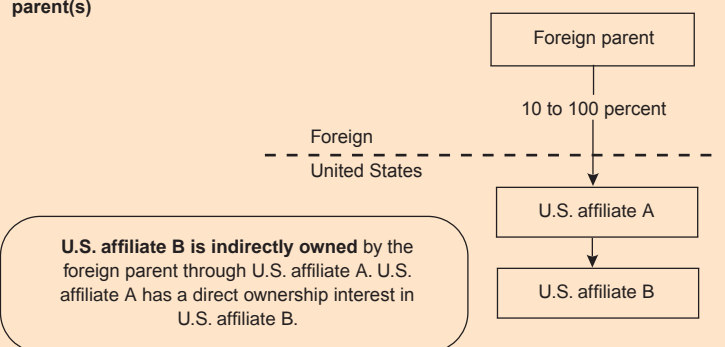 parent(s)
Foreign parent
10 to 100 percent
Foreign
United States
U.S. affiliate A
U.S. affiliate B is indirectly owned by the
foreign parent through U.S. affiliate A. U.S.
affiliate A has a direct ownership interest in
U.S. affiliate B.
U.S. affiliate B